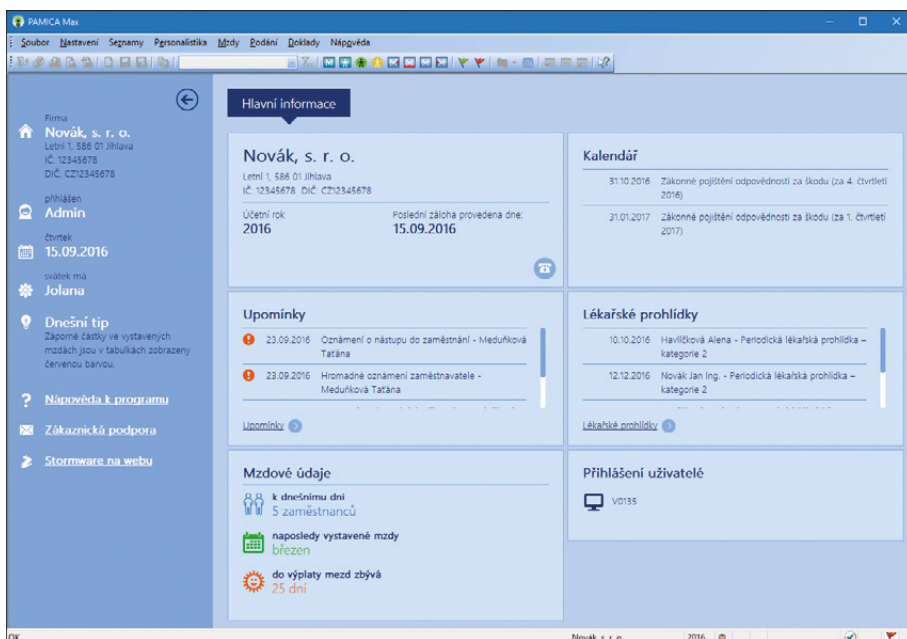 PAMICA Max
Soubor Nastavení Seznamy Personalistika Mzdy Podání Doklady Nápověda
Firma
Novák, s. r. o.
Letní 1, 586 01 Jihlava
IČ: 12345678
DIČ: CZ12345678
přihlášen
Admin
čtvrtek
15.09.2016
svátek má
Jolana
Dnešní tip
Záporné částky ve vystavených
mzdách jsou v tabulkách zobrazeny
červenou barvou.
Nápověda k programu
Zákaznická podpora
Stormware na webu
Hlavní informace
Novák, s. r. o.
Letní 1, 586 01 Jihlava
IČ: 12345678 DIČ: CZ12345678
Účetní rok
2016
Poslední záloha provedena dne:
15.09.2016
Kalendář
31.10.2016 Zákonné pojištění odpovědnosti za škodu (za 4. čtvrtletí
2016)
31.01.2017 Zákonné pojištění odpovědnosti za škodu (za 1. čtvrtletí
2017)
Upomínky
23.09.2016 Oznámení o nástupu do zaměstnání - Meduňková
Taťána
23.09.2016 Hromadné oznámení zaměstnavatele -
Meduňková Taťána
Upomínky
Lékařské prohlídky
10.10.2016 Havlíčková Alena - Periodická lékařská prohlídka –
kategorie 2
12.12.2016 Novák Jan Ing. - Periodická lékařská prohlídka –
kategorie 2
Lékařské prohlídky
Mzdové údaje
k dnešnímu dni
5 zaměstnanců
naposledy vystavené mzdy
březen
do výplaty mezd zbývá
25 dní
Přihlášení uživatelé
V0135
OK
Novák, s. r. o.
2016